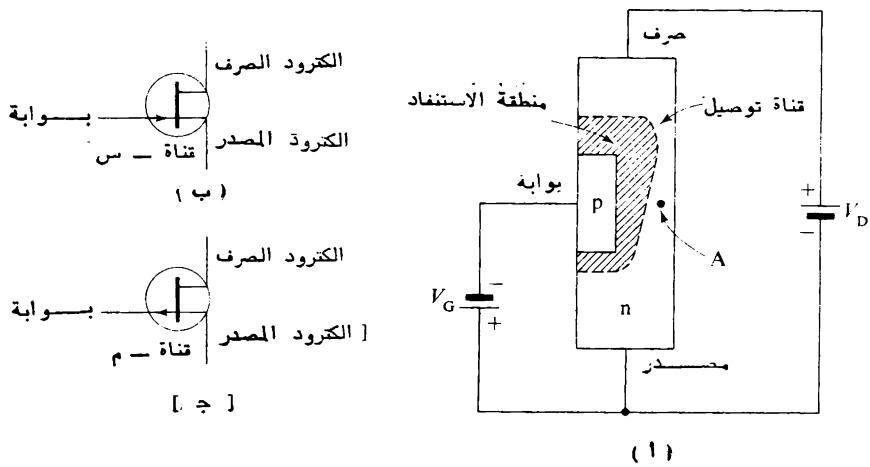 صرف
الكترود الصرف
قناة توصيل
منطقة الاستنفاد
بوابة
الكترود المصدر
قناة – س
(ب)
بوابة
p
+
V_D
–
A
–
V_G
+
n
الكترود الصرف
بوابة
[ الكترود المصدر
قناة – م
[ج]
مصدر
(أ)